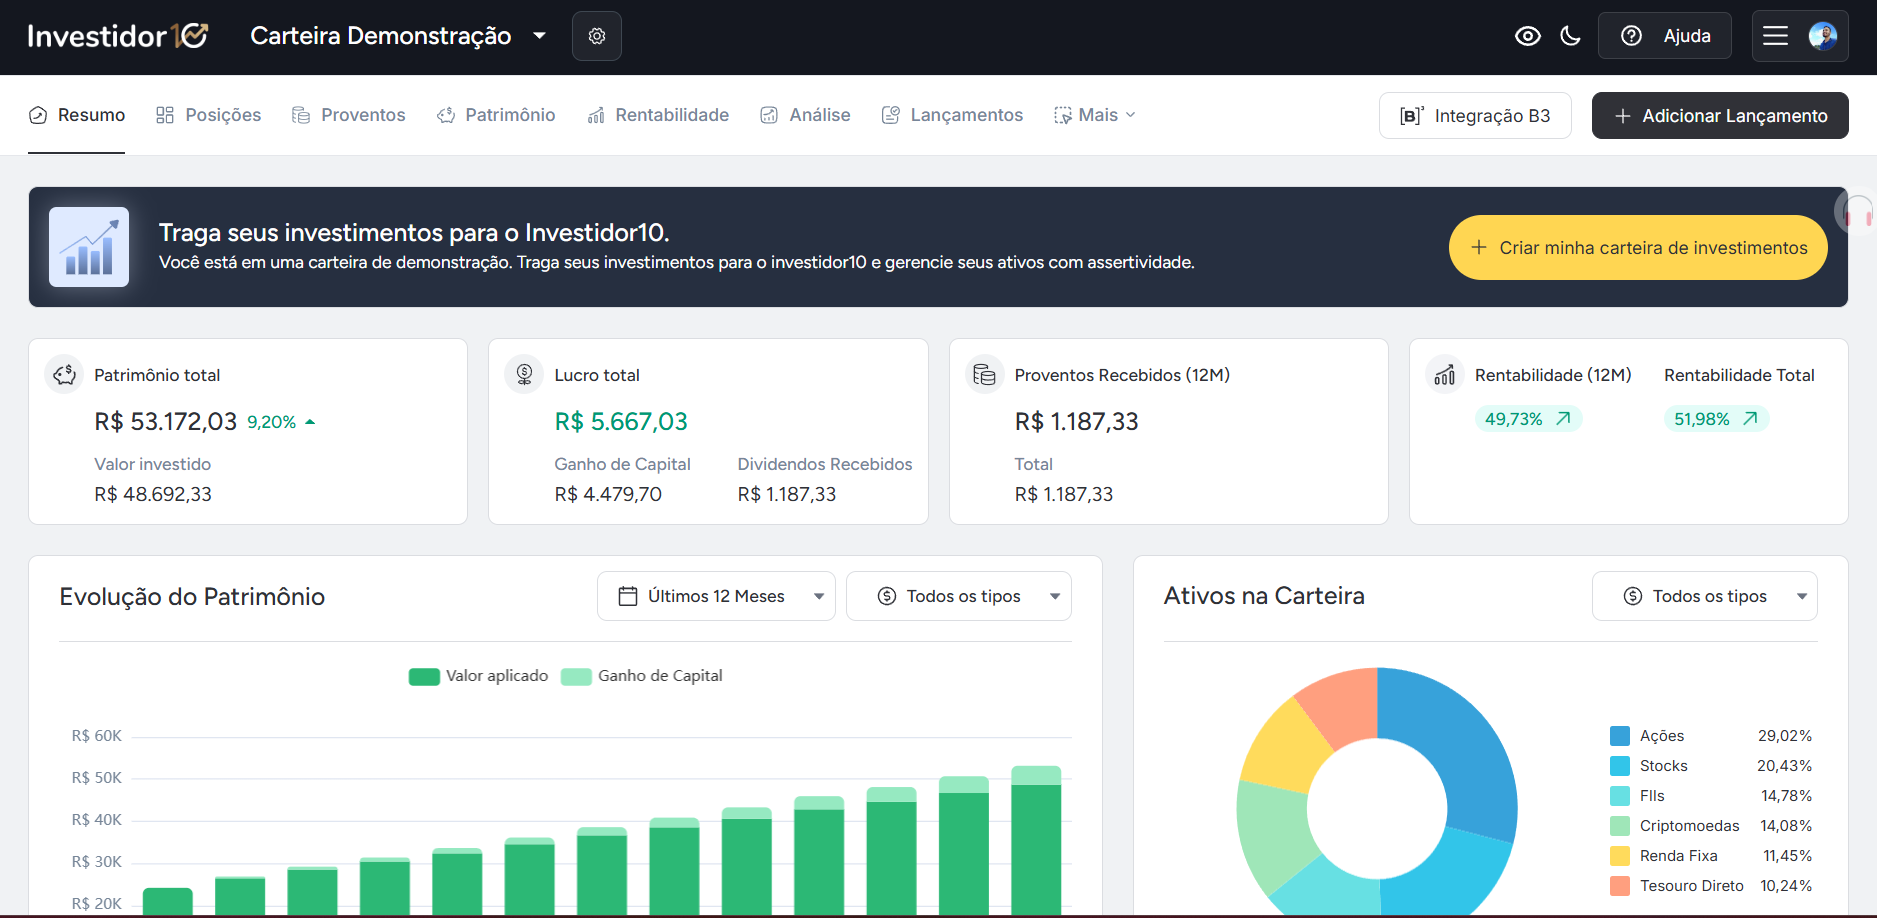 Investidor10
Carteira Demonstração
Ajuda
Resumo
Posições
Proventos
Patrimônio
Rentabilidade
Análise
Lançamentos
Mais
[B]³ Integração B3
+ Adicionar Lançamento
Traga seus investimentos para o Investidor10.
Você está em uma carteira de demonstração. Traga seus investimentos para o investidor10 e gerencie seus ativos com assertividade.
+ Criar minha carteira de investimentos
Patrimônio total
R$ 53.172,03 9,20%
Valor investido
R$ 48.692,33
Lucro total
R$ 5.667,03
Ganho de Capital
R$ 4.479,70
Dividendos Recebidos
R$ 1.187,33
Proventos Recebidos (12M)
R$ 1.187,33
Total
R$ 1.187,33
Rentabilidade (12M)
49,73%
Rentabilidade Total
51,98%
Evolução do Patrimônio
Últimos 12 Meses
Todos os tipos
Valor aplicado
Ganho de Capital
R$ 60K
R$ 50K
R$ 40K
R$ 30K
R$ 20K
Ativos na Carteira
Todos os tipos
Ações 29,02%
Stocks 20,43%
FIIs 14,78%
Criptomoedas 14,08%
Renda Fixa 11,45%
Tesouro Direto 10,24%